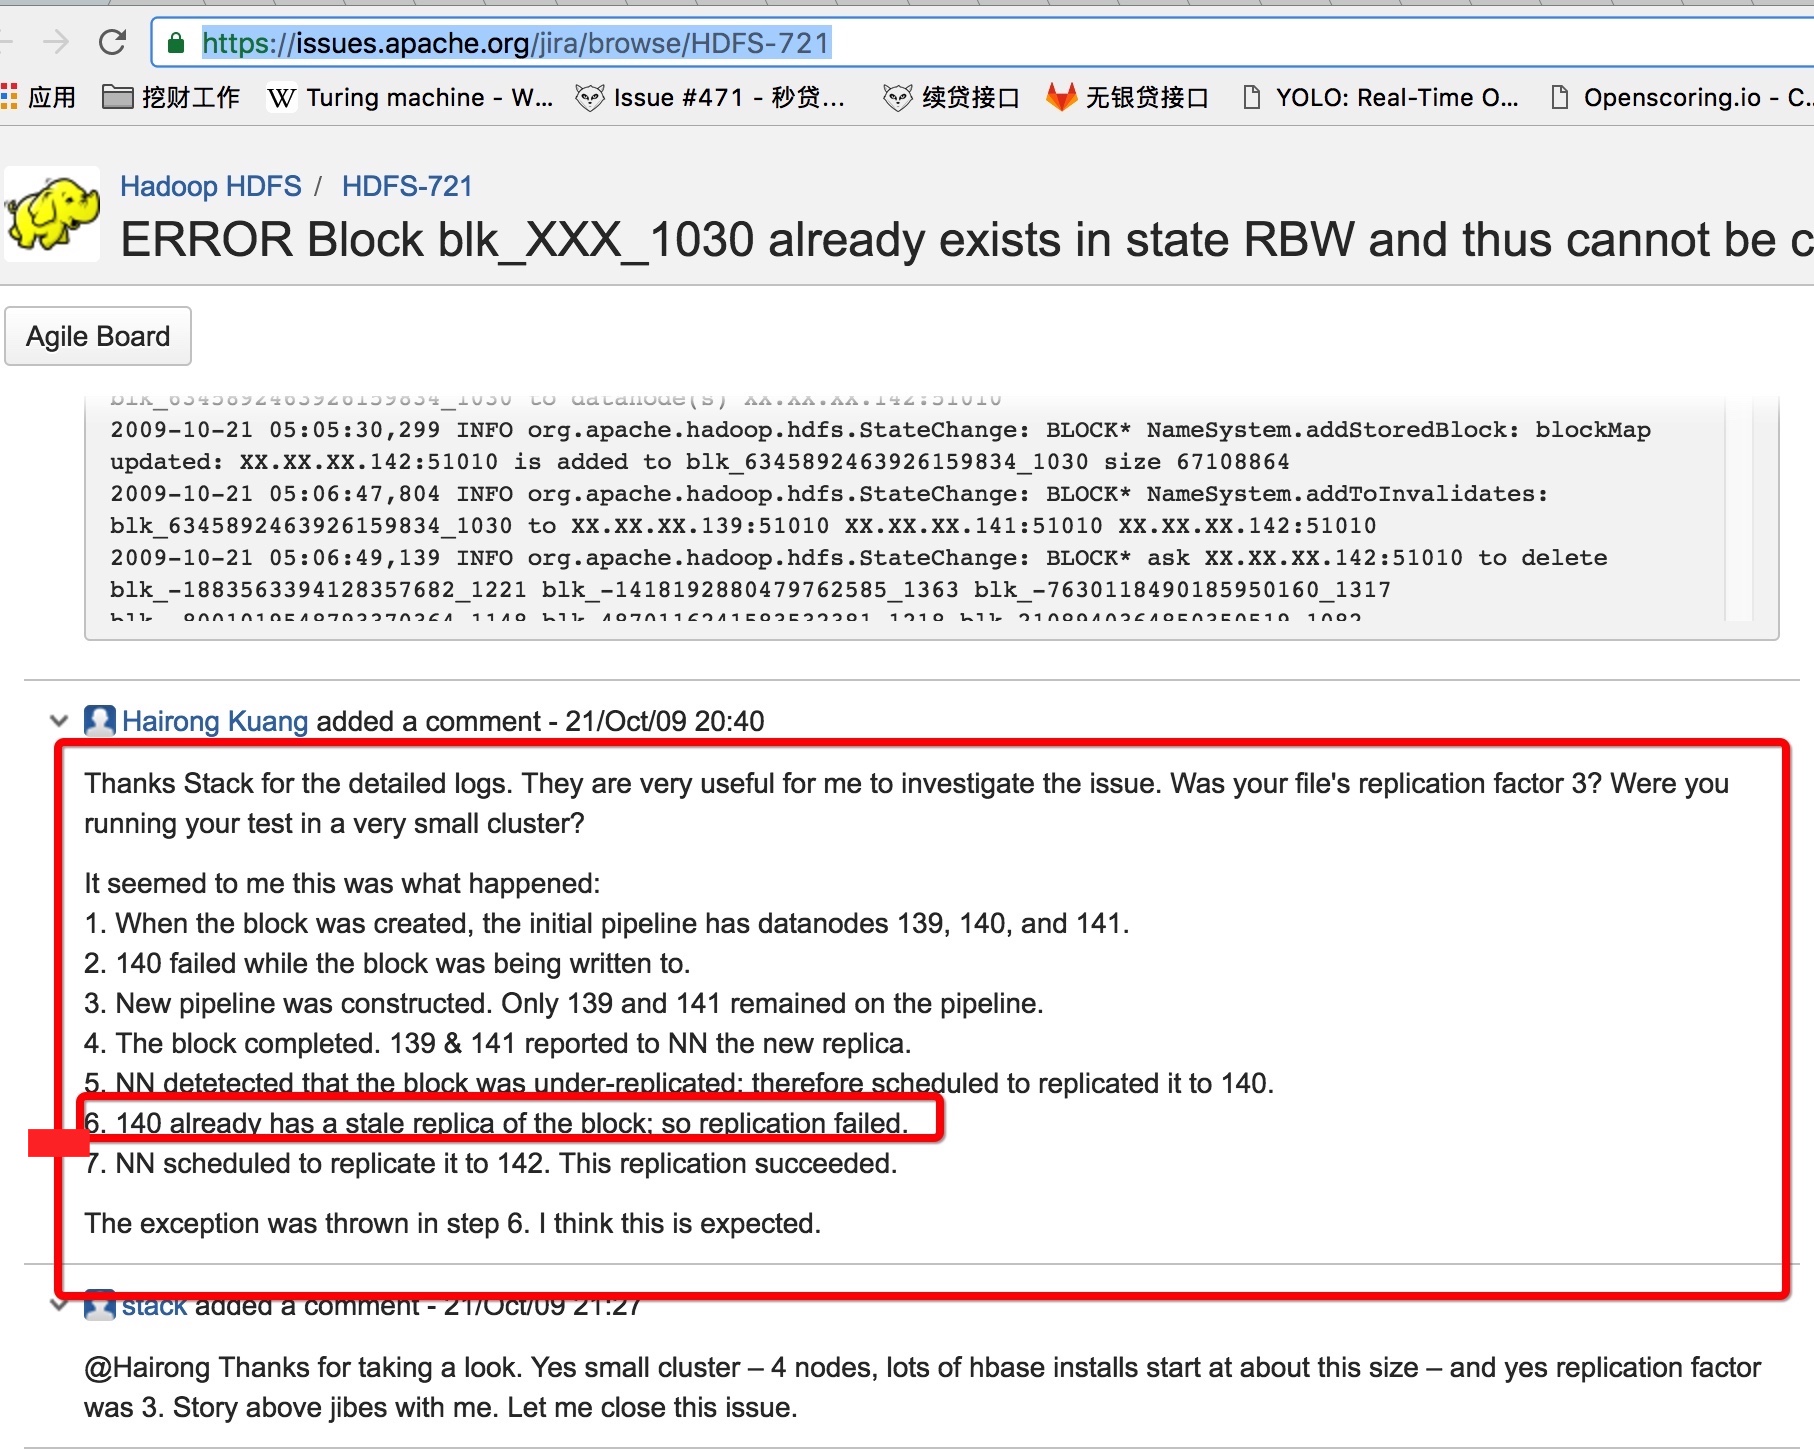 https://issues.apache.org/jira/browse/HDFS-721
应用 挖财工作 W Turing machine - W... Issue #471 - 秒贷... 续贷接口 无银贷接口 YOLO: Real-Time O... Openscoring.io - C...
Hadoop HDFS / HDFS-721
ERROR Block blk_XXX_1030 already exists in state RBW and thus cannot be c
Agile Board
blk_6345892463926159834_1030 to datanode(s) XX.XX.XX.142:51010
2009-10-21 05:05:30,299 INFO org.apache.hadoop.hdfs.StateChange: BLOCK* NameSystem.addStoredBlock: blockMap
updated: XX.XX.XX.142:51010 is added to blk_6345892463926159834_1030 size 67108864
2009-10-21 05:06:47,804 INFO org.apache.hadoop.hdfs.StateChange: BLOCK* NameSystem.addToInvalidates:
blk_6345892463926159834_1030 to XX.XX.XX.139:51010 XX.XX.XX.141:51010 XX.XX.XX.142:51010
2009-10-21 05:06:49,139 INFO org.apache.hadoop.hdfs.StateChange: BLOCK* ask XX.XX.XX.142:51010 to delete
blk_-1883563394128357682_1221 blk_-1418192880479762585_1363 blk_-7630118490185950160_1317
Hairong Kuang added a comment - 21/Oct/09 20:40
Thanks Stack for the detailed logs. They are very useful for me to investigate the issue. Was your file's replication factor 3? Were you
running your test in a very small cluster?
It seemed to me this was what happened:
1. When the block was created, the initial pipeline has datanodes 139, 140, and 141.
2. 140 failed while the block was being written to.
3. New pipeline was constructed. Only 139 and 141 remained on the pipeline.
4. The block completed. 139 & 141 reported to NN the new replica.
5. NN detetected that the block was under-replicated; therefore scheduled to replicated it to 140.
6. 140 already has a stale replica of the block; so replication failed.
7. NN scheduled to replicate it to 142. This replication succeeded.
The exception was thrown in step 6. I think this is expected.
stack added a comment - 21/Oct/09 21:27
@Hairong Thanks for taking a look. Yes small cluster – 4 nodes, lots of hbase installs start at about this size – and yes replication factor
was 3. Story above jibes with me. Let me close this issue.